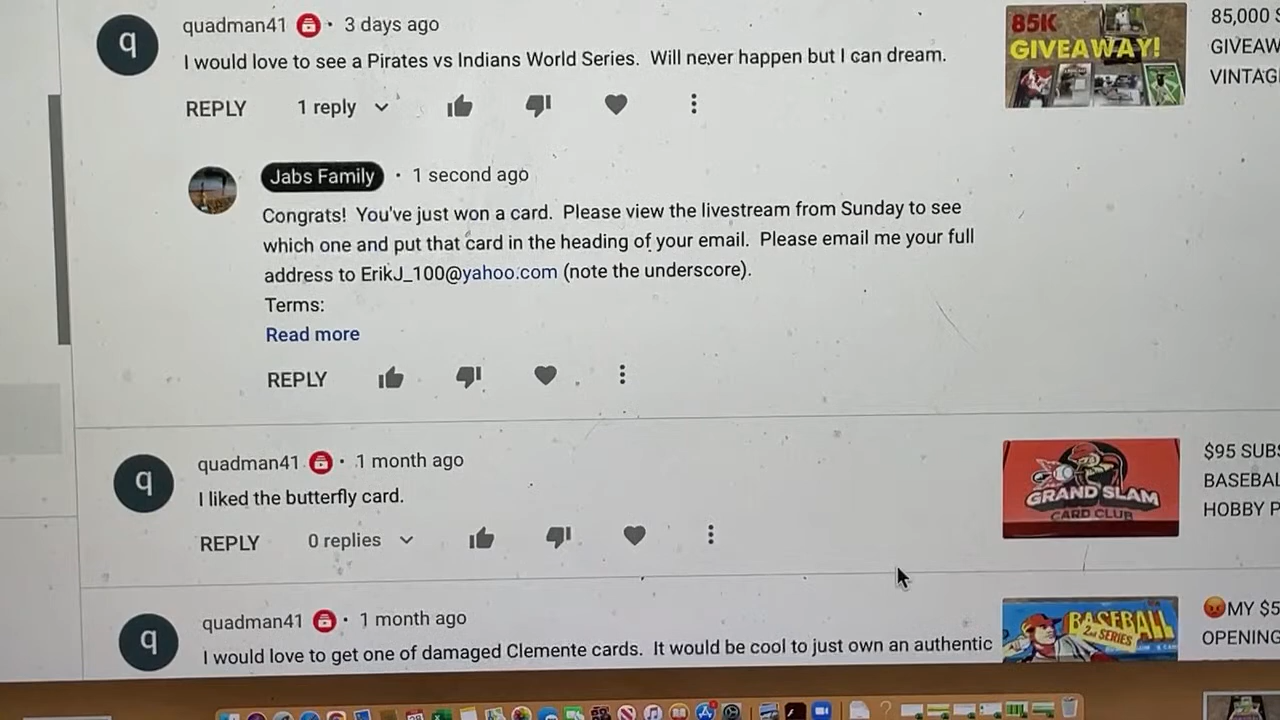 quadman41 · 3 days ago
I would love to see a Pirates vs Indians World Series. Will never happen but I can dream.
REPLY 1 reply
85K
GIVEAWAY!
85,000 S
GIVEAW
VINTAG
Jabs Family · 1 second ago
Congrats! You've just won a card. Please view the livestream from Sunday to see
which one and put that card in the heading of your email. Please email me your full
address to ErikJ_100@yahoo.com (note the underscore).
Terms:
Read more
REPLY
quadman41 · 1 month ago
I liked the butterfly card.
REPLY 0 replies
GRAND SLAM
CARD CLUB
$95 SUBS
BASEBAL
HOBBY P
quadman41 · 1 month ago
I would love to get one of damaged Clemente cards. It would be cool to just own an authentic
BASEBALL
2nd SERIES
MY $5
OPENING